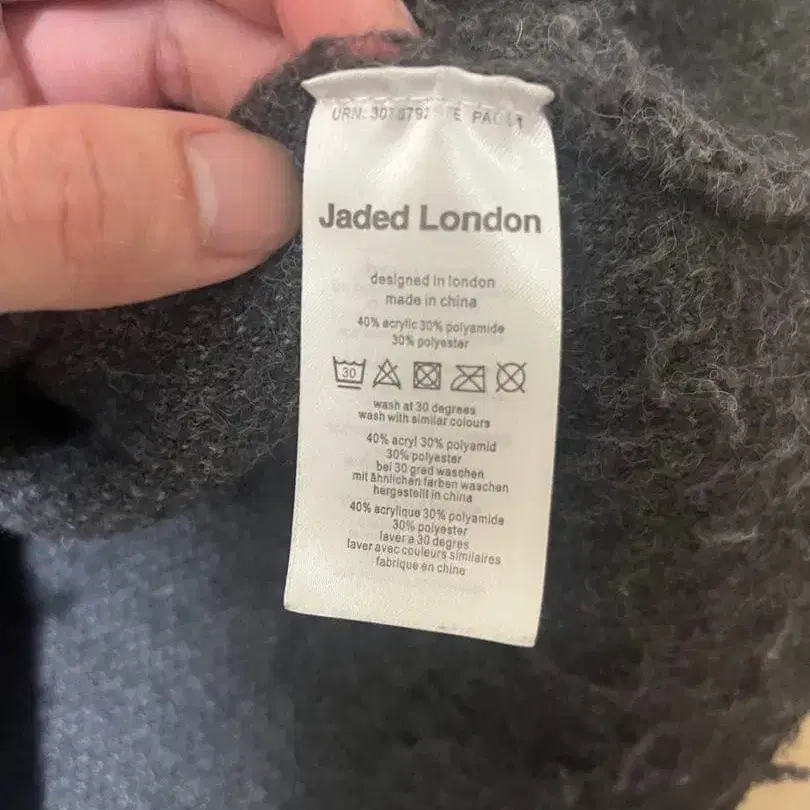 URN:
Jaded London
designed in london
made in china
40% acrylic 30% polyamide
30% polyester
30
wash at 30 degrees
wash with similar colours
40% acryl 30% polyamid
30% polyester
bei 30 grad waschen
mit ähnlichen farben waschen
hergestellt in china
40% acrylique 30% polyamide
30% polyester
laver a 30 degres
laver avec couleurs similaires
fabrique en chine